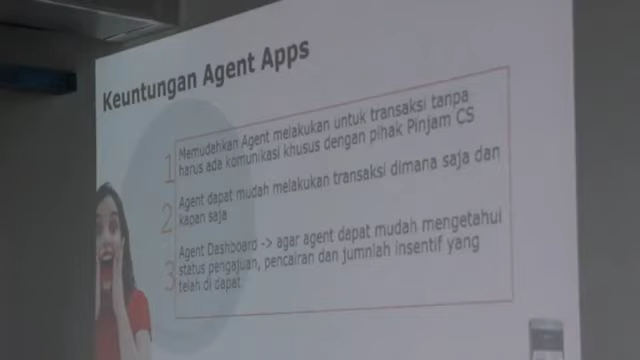 Keuntungan Agent Apps
1
Memudahkan Agent melakukan untuk transaksi tanpa
harus ada komunikasi khusus dengan pihak Pinjam CS
2
Agent dapat mudah melakukan transaksi dimana saja dan
kapan saja
3
Agent Dashboard -> agar agent dapat mudah mengetahui
status pengajuan, pencairan dan jumnlah insentif yang
telah di dapat